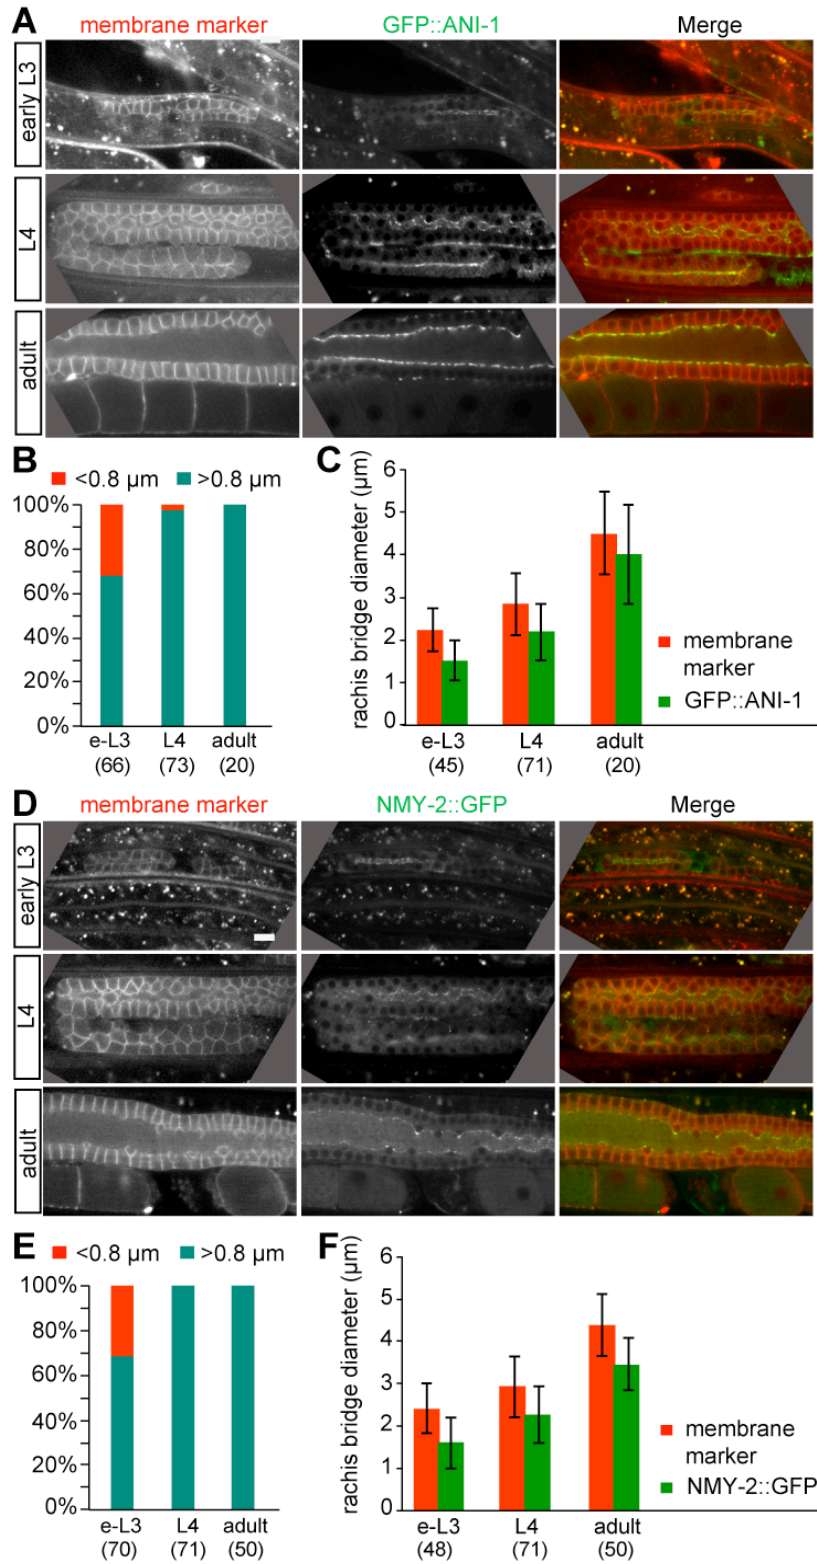 A
membrane marker GFP::ANI-1 Merge
early L3
L4
adult
B
<0.8 µm >0.8 µm
100%
80%
60%
40%
20%
0%
e-L3 L4 adult
(66) (73) (20)
C
rachis bridge diameter (µm)
6
5
4
3
2
1
0
membrane
marker
GFP::ANI-1
e-L3 L4 adult
(45) (71) (20)
D
membrane marker NMY-2::GFP Merge
early L3
L4
adult
E
<0.8 µm >0.8 µm
100%
80%
60%
40%
20%
0%
e-L3 L4 adult
(70) (71) (50)
F
rachis bridge diameter (µm)
6
5
4
3
2
1
0
membrane
marker
NMY-2::GFP
e-L3 L4 adult
(48) (71) (50)